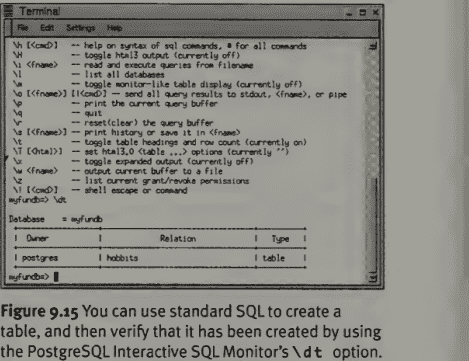 Terminal
File Edit Settings Help
\h [<cmd>] -- help on syntax of sql commands, * for all commands
\H -- toggle html3 output (currently off)
\i <fname> -- read and execute queries from filename
\l -- list all databases
\m -- toggle monitor-like table display (currently off)
\o [<fname>] [|<cmd>] -- send all query results to stdout, <fname>, or pipe
\p -- print the current query buffer
\q -- quit
\r -- reset(clear) the query buffer
\s [<fname>] -- print history or save it in <fname>
\t -- toggle table headings and row count (currently on)
\T [<html>] -- set html3.0 <table ...> options (currently '')
\x -- toggle expanded output (currently off)
\w <fname> -- output current buffer to a file
\z -- list current grant/revoke permissions
\! [<cmd>] -- shell escape or command
myfundb=> \dt
Database = myfundb
| Owner | Relation | Type |
| postgres | hobbits | table |
myfundb=>
Figure 9.15 You can use standard SQL to create a
table, and then verify that it has been created by using
the PostgreSQL Interactive SQL Monitor's \dt option.